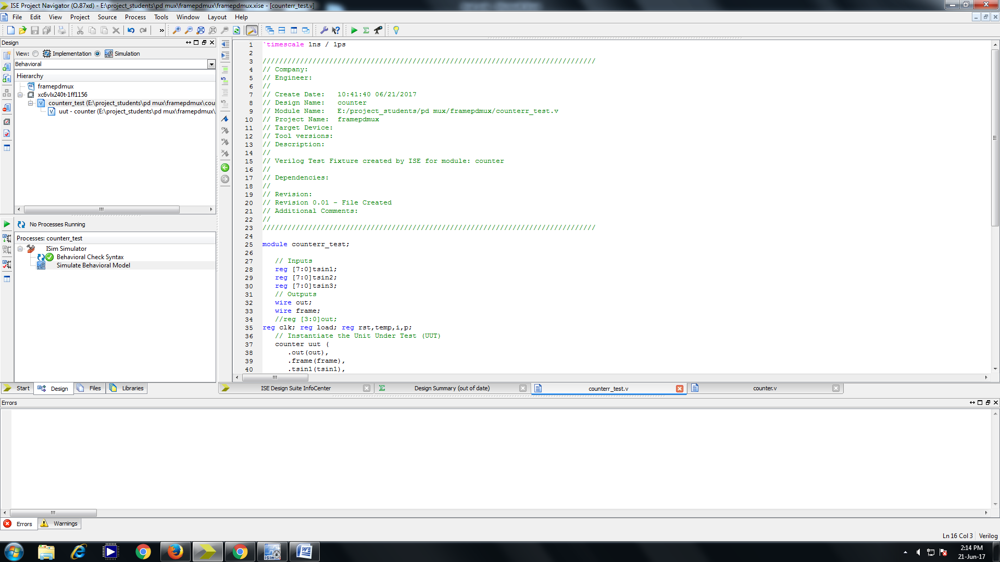 ISE Project Navigator (O.87xd) - E:\project_students\pd mux\framepdmux\framepdmux.xise - [counterr_test.v]
File Edit View Project Source Process Tools Window Layout Help
Design
View: Implementation Simulation
Behavioral
Hierarchy
framepdmux
xc6vlx240t-1ff1156
counterr_test (E:\project_students\pd mux\framepdmux\cou
uut - counter (E:\project_students\pd mux\framepdmux\
No Processes Running
Processes: counterr_test
ISim Simulator
Behavioral Check Syntax
Simulate Behavioral Model
Start Design Files Libraries
1 `timescale 1ns / 1ps
2
3 ////////////////////////////////////////////////////////////////////////////////
4 // Company:
5 // Engineer:
6 //
7 // Create Date:   10:41:40 06/21/2017
8 // Design Name:   counter
9 // Module Name:   E:/project_students/pd mux/framepdmux/counterr_test.v
10 // Project Name:  framepdmux
11 // Target Device:
12 // Tool versions:
13 // Description:
14 //
15 // Verilog Test Fixture created by ISE for module: counter
16 //
17 // Dependencies:
18 //
19 // Revision:
20 // Revision 0.01 - File Created
21 // Additional Comments:
22 //
23 ////////////////////////////////////////////////////////////////////////////////
24
25 module counterr_test;
26
27 // Inputs
28 reg [7:0]tsin1;
29 reg [7:0]tsin2;
30 reg [7:0]tsin3;
31 // Outputs
32 wire out;
33 wire frame;
34 //reg [3:0]out;
35 reg clk; reg load; reg rst,temp,i,p;
36 // Instantiate the Unit Under Test (UUT)
37 counter uut (
38 .out(out),
39 .frame(frame),
40 .tsin1(tsin1),
ISE Design Suite InfoCenter Design Summary (out of date) counterr_test.v counter.v
Errors
Errors Warnings
Ln 16 Col 3 Verilog
2:14 PM
21-Jun-17